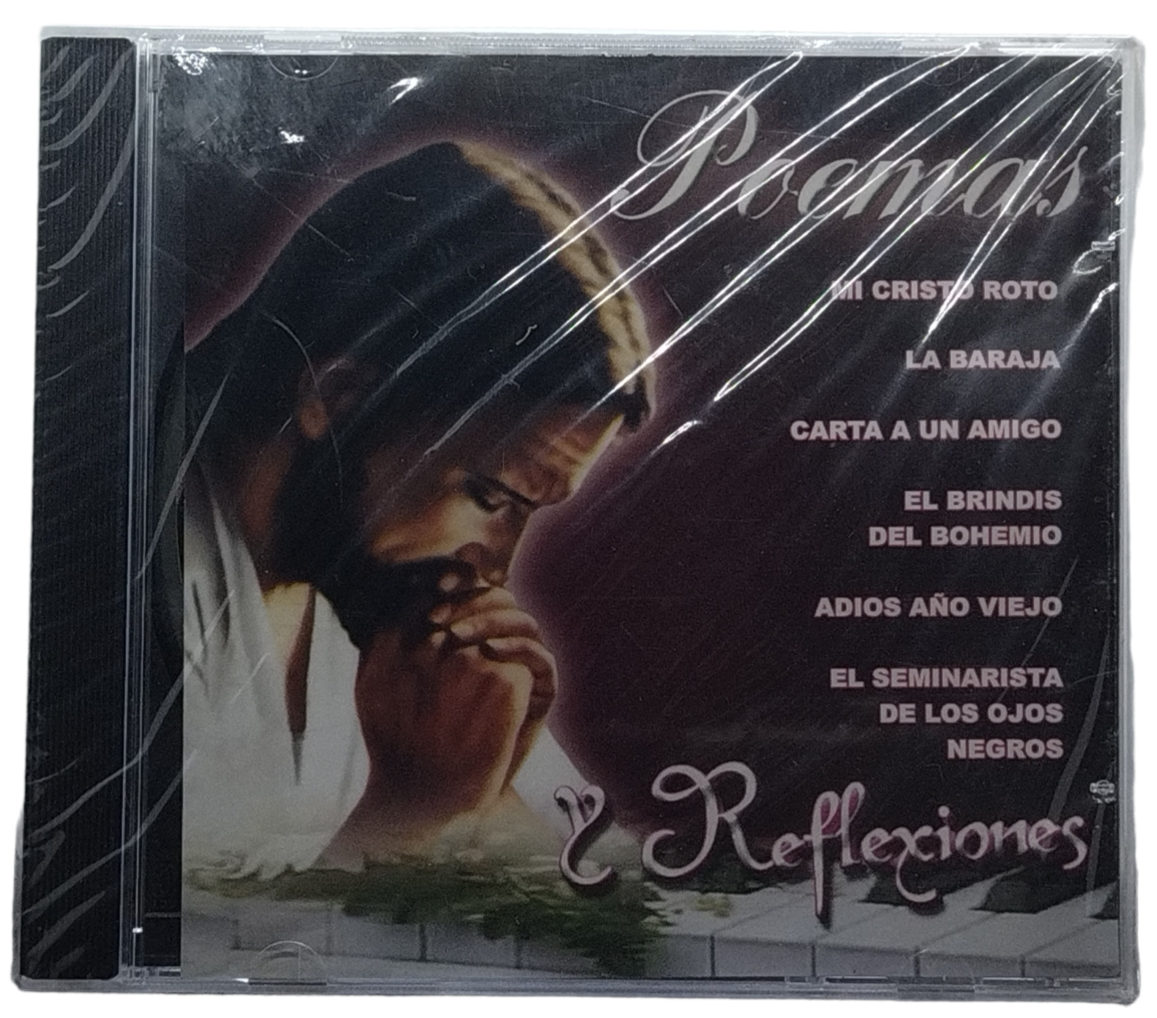 Poemas
MI CRISTO ROTO
LA BARAJA
CARTA A UN AMIGO
EL BRINDIS
DEL BOHEMIO
ADIOS AÑO VIEJO
EL SEMINARISTA
DE LOS OJOS
NEGROS
Y Reflexiones